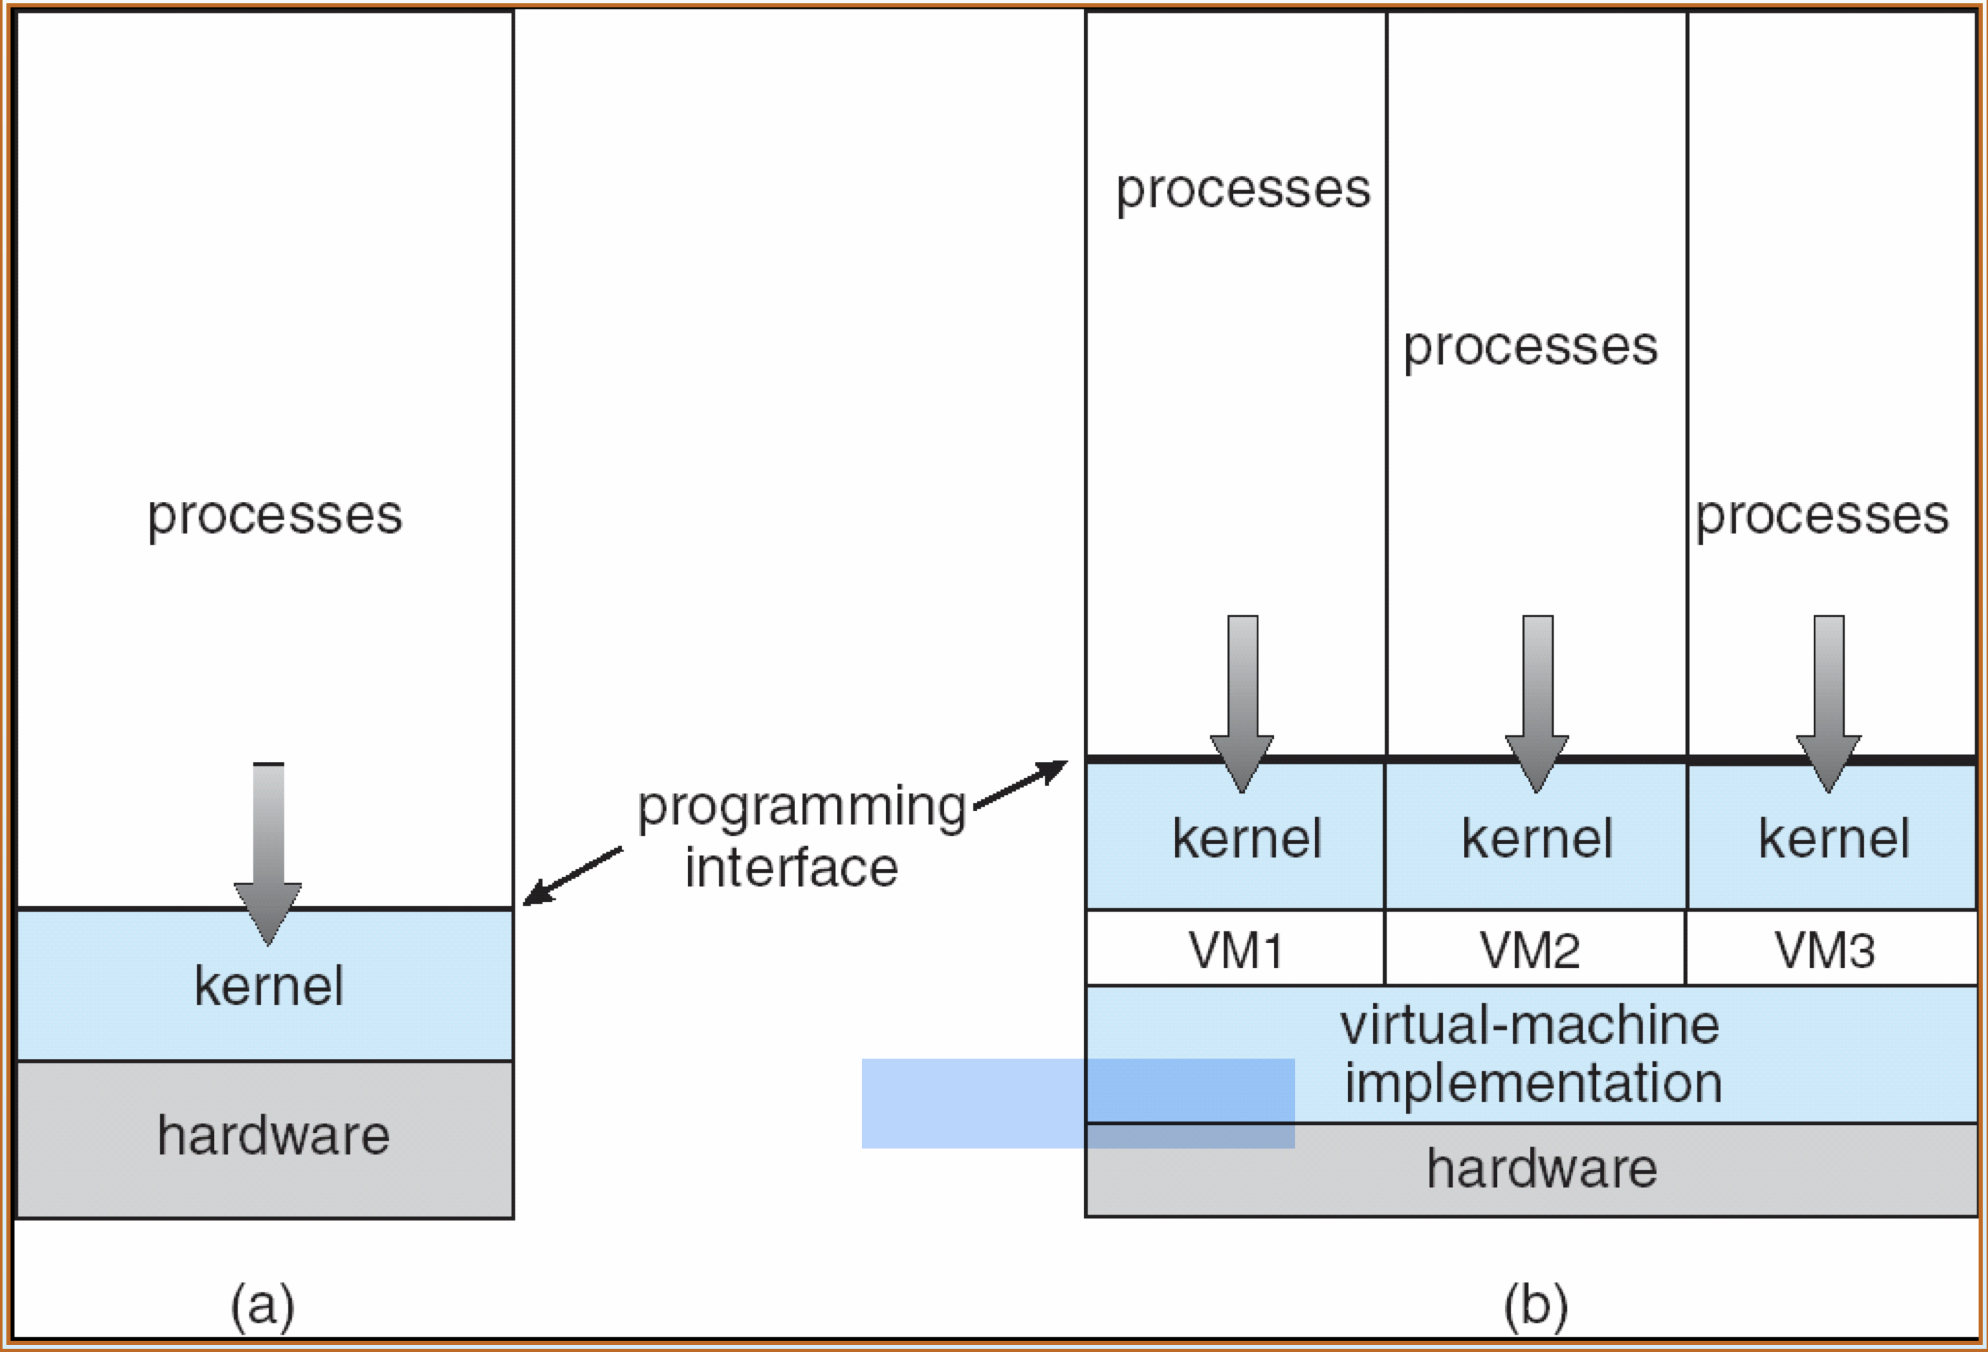 processes
kernel
hardware
(a)
programming
interface
processes
processes
processes
kernel
kernel
kernel
VM1
VM2
VM3
virtual-machine
implementation
hardware
(b)